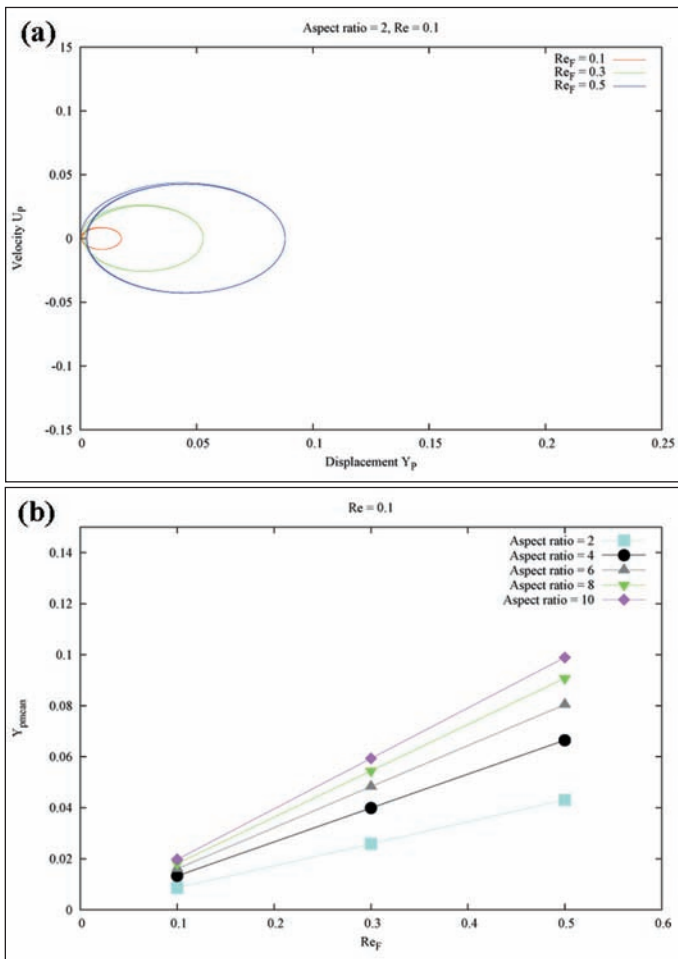 (a)
Aspect ratio = 2, Re = 0.1
Re_F = 0.1
Re_F = 0.3
Re_F = 0.5
15
0.1
0.05
0
-0.05
-0.1
-0.15
Velocity U_P
0 0.05 0.1 0.15 0.2 0.25
Displacement Y_P
(b)
Re = 0.1
Aspect ratio = 2
Aspect ratio = 4
Aspect ratio = 6
Aspect ratio = 8
Aspect ratio = 10
0.14
0.12
0.1
0.08
0.06
0.04
0.02
0
Y_pmean
0 0.1 0.2 0.3 0.4 0.5 0.6
Re_F